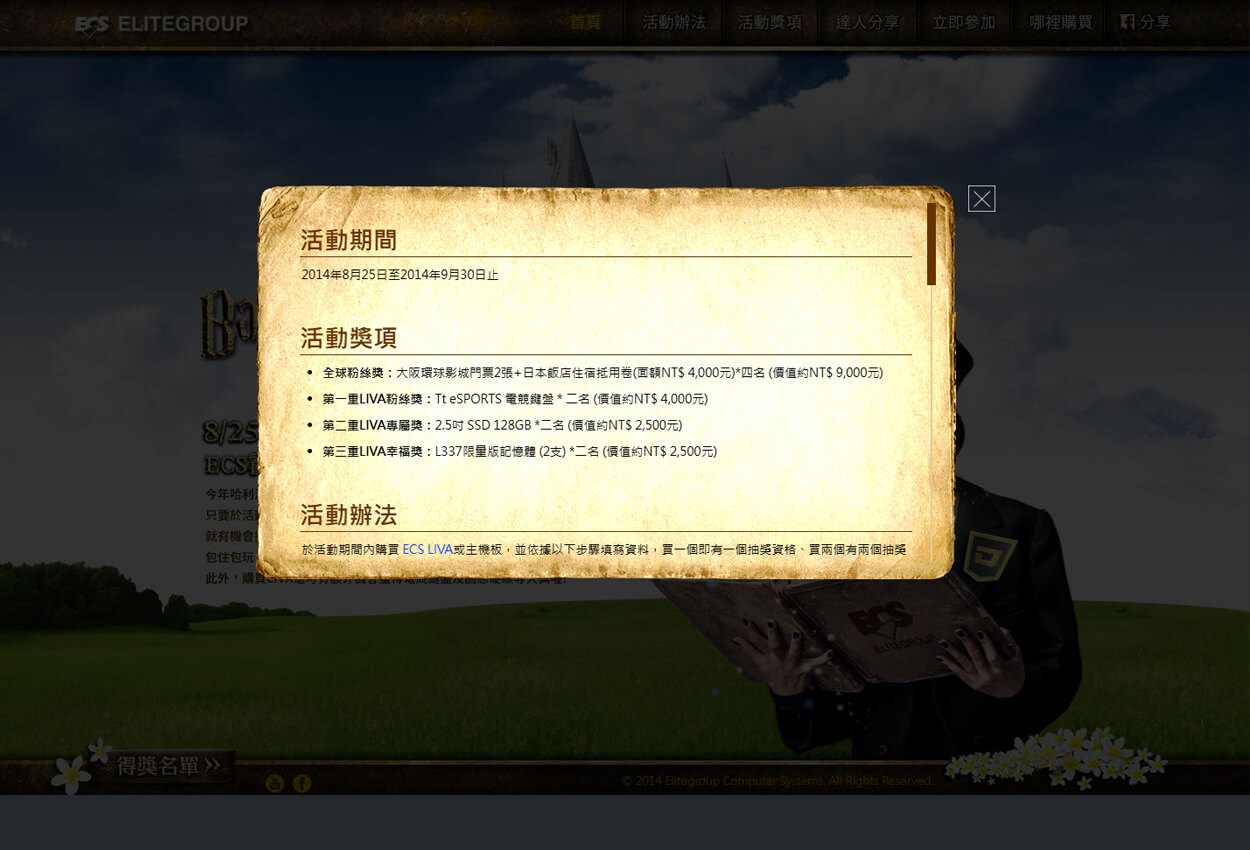 ECS ELITEGROUP
首頁 活動辦法 活動獎項 達人分享 立即參加 哪裡購買 分享
活動期間
2014年8月25日至2014年9月30日止
活動獎項
• 全球粉絲獎：大阪環球影城門票2張+日本飯店住宿抵用卷(面額NT$ 4,000元)*四名 (價值約NT$ 9,000元)
• 第一重LIVA粉絲獎：Tt eSPORTS 電競鍵盤 * 二名 (價值約NT$ 4,000元)
• 第二重LIVA專屬獎：2.5吋 SSD 128GB *二名 (價值約NT$ 2,500元)
• 第三重LIVA幸福獎：L337限量版記憶體 (2支) *二名 (價值約NT$ 2,500元)
活動辦法
於活動期間內購買 ECS LIVA或主機板，並依據以下步驟填寫資料，買一個即有一個抽獎資格、買兩個有兩個抽獎
Ba
8/25
ECS
今年哈利
只要於活
就有機會
包住包玩
此外，購買
ECS
ELITEGROUP
得獎名單 »
© 2014 Elitegroup Computer Systems. All Rights Reserved.